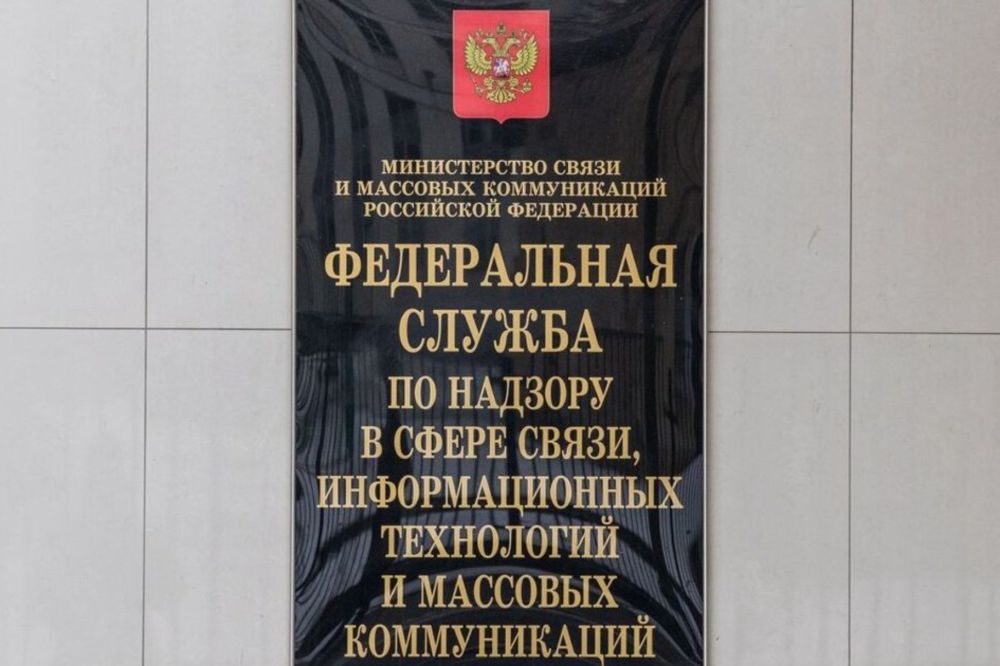 МИНИСТЕРСТВО СВЯЗИ
И МАССОВЫХ КОММУНИКАЦИЙ
РОССИЙСКОЙ ФЕДЕРАЦИИ
ФЕДЕРАЛЬНАЯ
СЛУЖБА
ПО НАДЗОРУ
В СФЕРЕ СВЯЗИ,
ИНФОРМАЦИОННЫХ
ТЕХНОЛОГИЙ
И МАССОВЫХ
КОММУНИКАЦИЙ